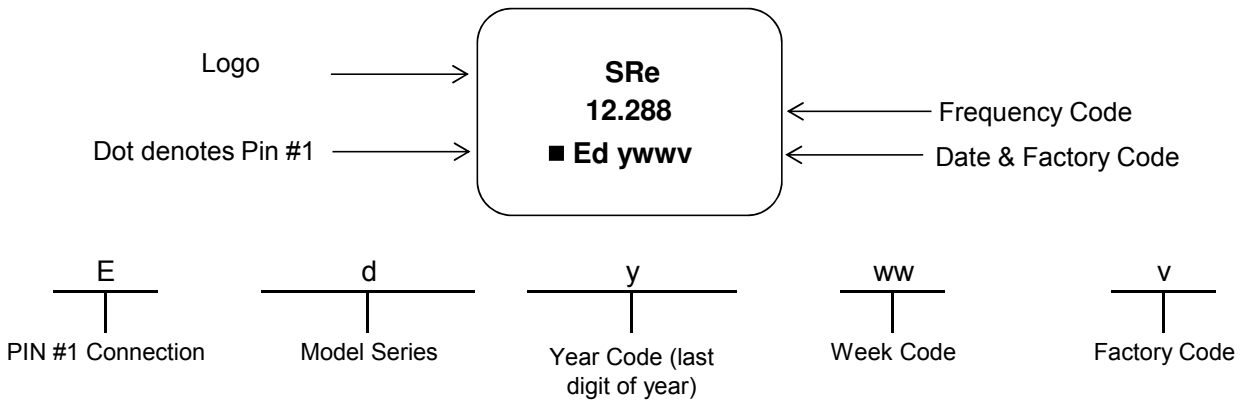 Logo
SRe
12.288
Frequency Code
Dot denotes Pin #1
■ Ed ywwv
Date & Factory Code
E
d
y
ww
v
PIN #1 Connection
Model Series
Year Code (last
digit of year)
Week Code
Factory Code